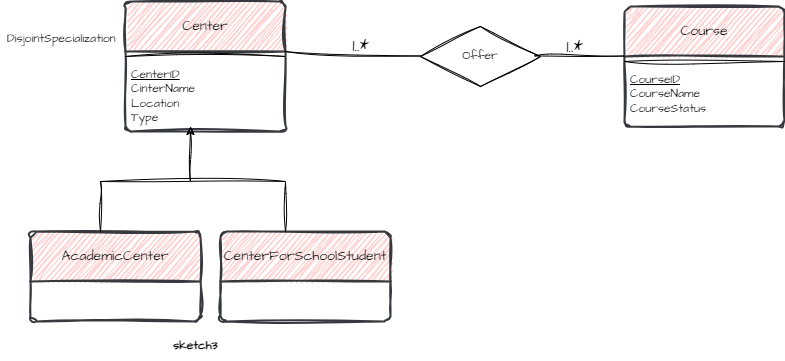 Center
Course
DisjointSpecialization
1..*
1..*
Offer
CenterID
CinterName
Location
Type
CourseID
CourseName
CourseStatus
AcademicCenter
CenterForSchoolStudent
sketch3